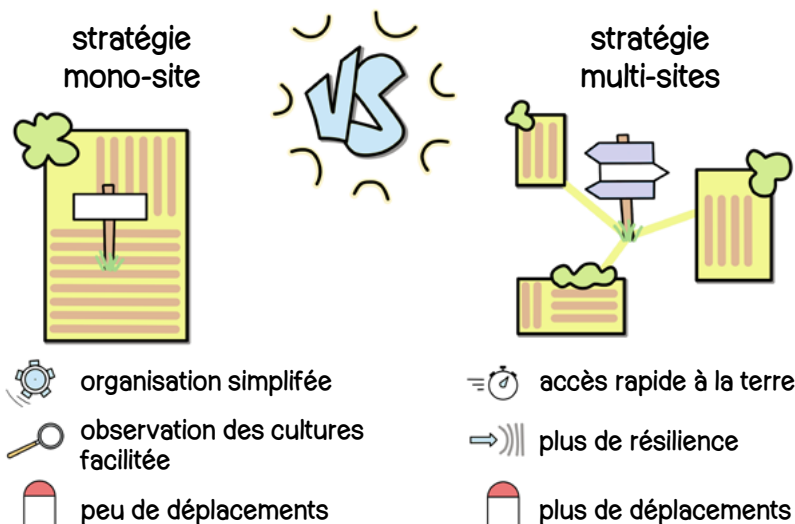 stratégie
mono-site
VS
stratégie
multi-sites
organisation simplifée
observation des cultures
facilitée
peu de déplacements
accès rapide à la terre
plus de résilience
plus de déplacements